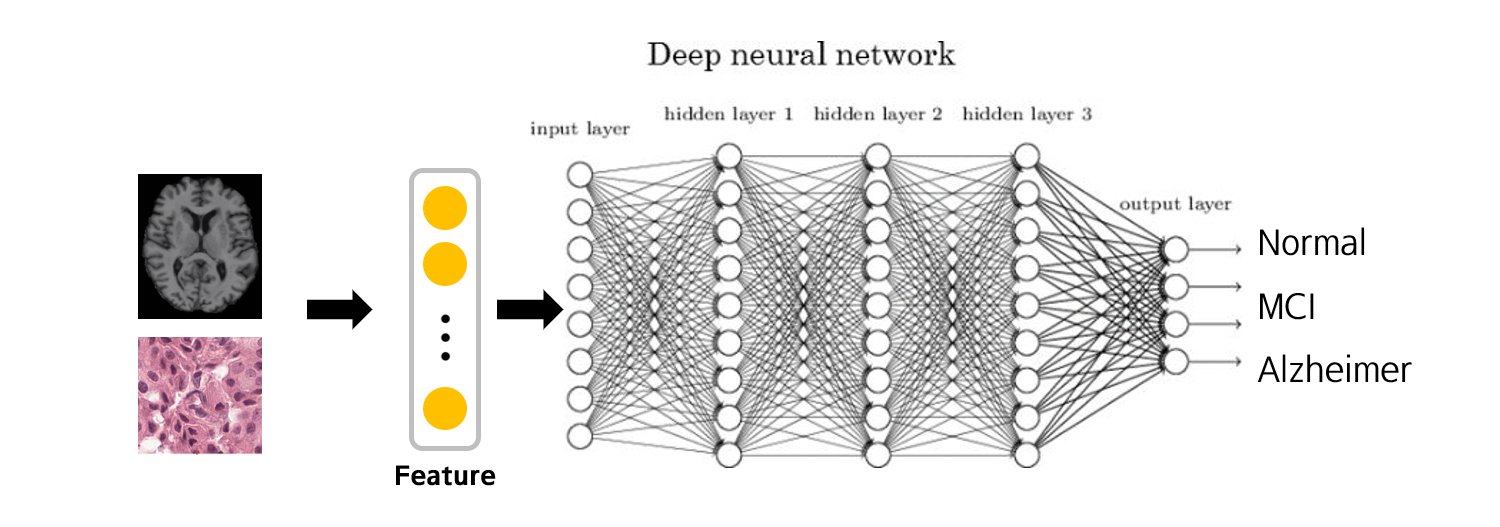 Deep neural network
hidden layer 1 hidden layer 2 hidden layer 3
input layer
output layer
Normal
MCI
Alzheimer
Feature